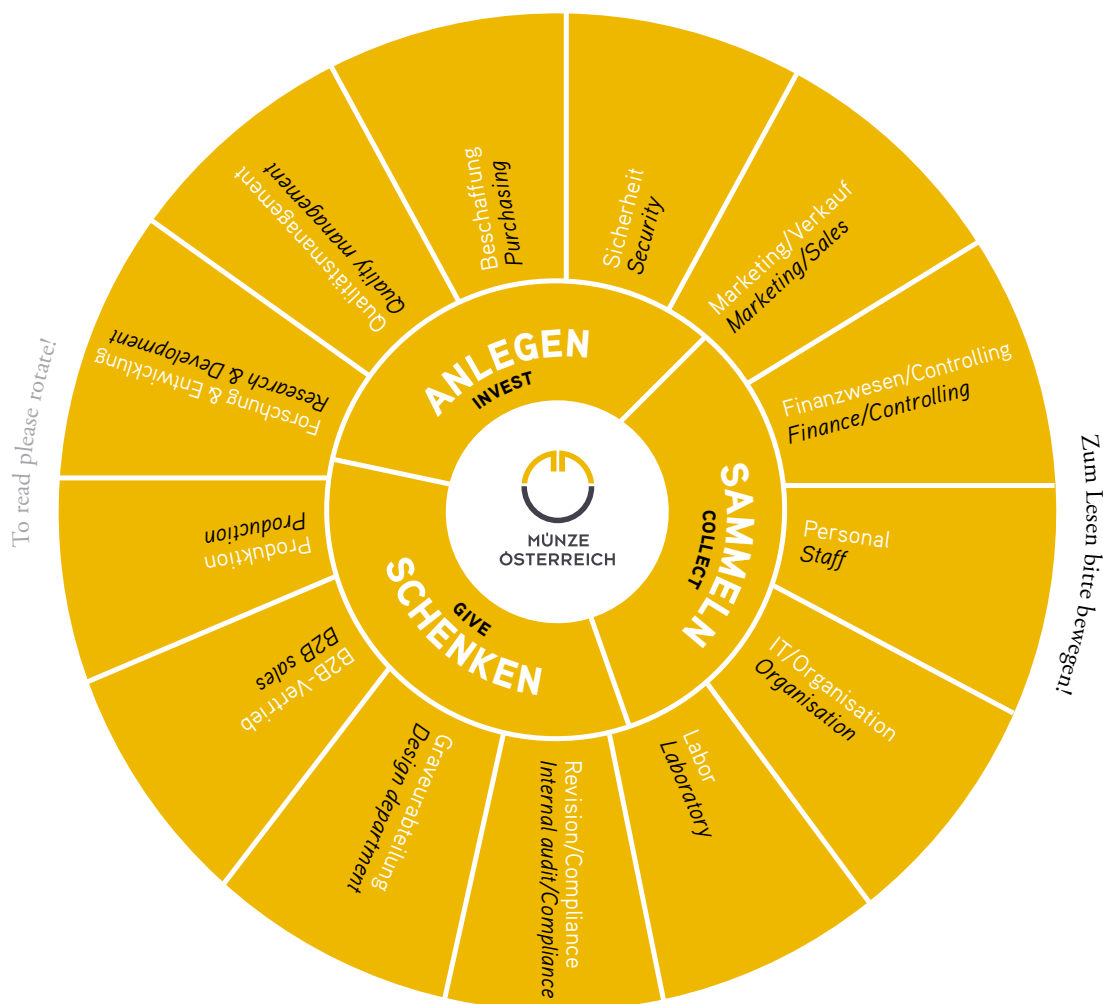 Beschaffung
Purchasing
Sicherheit
Security
Marketing/Verkauf
Marketing/Sales
Finanzwesen/Controlling
Finance/Controlling
Personal
Staff
IT/Organisation
Organisation
Labor
Laboratory
Revision/Compliance
Internal audit/Compliance
Graveurabteilung
Design department
B2B-Vertrieb
B2B sales
Produktion
Production
Forschung & Entwicklung
Research & Development
Qualitätsmanagement
Quality management
ANLEGEN
INVEST
SAMMELN
COLLECT
SCHENKEN
GIVE
MÜNZE
ÖSTERREICH
To read please rotate!
Zum Lesen bitte bewegen!